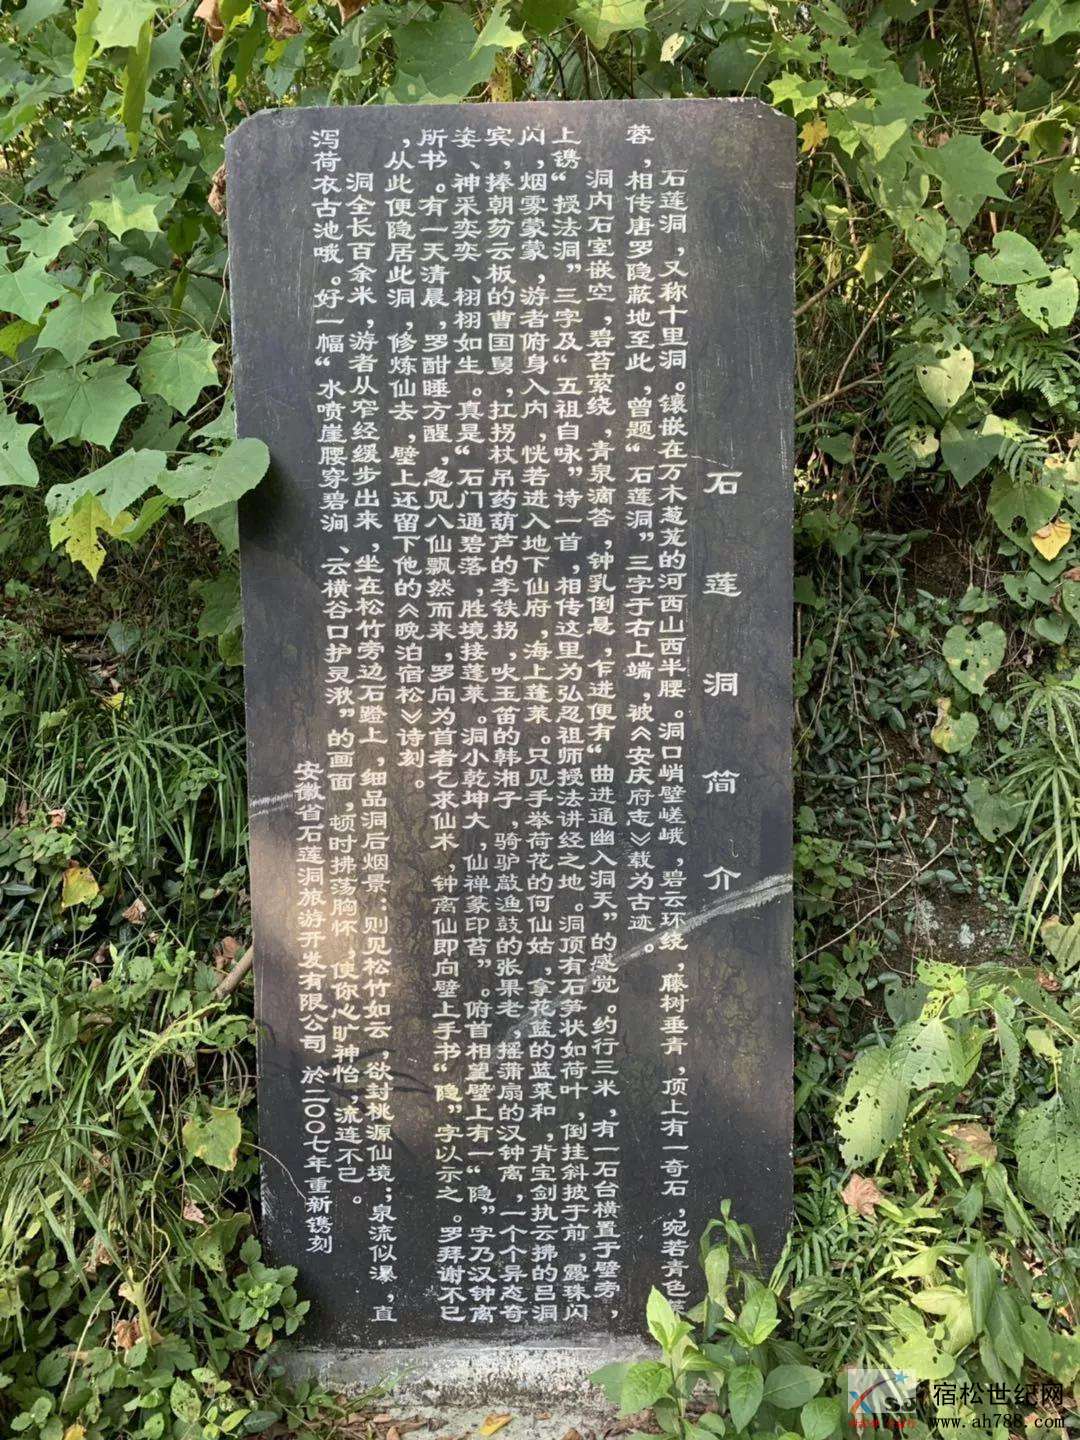 石莲洞简介
石莲洞，又称十里洞。镶嵌在万木葱茏的河西山西半腰。洞口峭壁嵯峨，碧云环绕，藤树垂青，顶上有一奇石，宛若青色芙
蓉，相传唐罗隐蔽地至此，曾题“石莲洞”三字于右上端，被《安庆府志》载为古迹。
洞内石室嵌空，碧苔萦绕，青泉滴答，钟乳倒悬，乍进便有“曲进通幽入洞天”的感觉。约行三米，有一石台横置于壁旁，
上镌“授法洞”三字及“五祖自咏”诗一首，相传这里为弘忍祖师授法讲经之地。洞顶有石笋状如荷叶，倒挂斜披于前，露珠闪
闪，烟雾蒙蒙，游者俯身入内，恍若进入地下仙府，海上蓬莱。只见手举荷花的何仙姑，拿花蓝的蓝菜和，背宝剑执云拂的吕洞
宾，捧朝笏云板的曹国舅，扛拐杖吊药葫芦的李铁拐，吹玉笛的韩湘子，骑驴敲渔鼓的张果老，摇蒲扇的汉钟离，一个个异态奇
姿、神采奕奕、栩栩如生。真是“石门通碧落，胜境接蓬莱。洞小乾坤大，仙禅篆印苔”。俯首相望壁上有一“隐”字乃汉钟离
所书。有一天清晨，罗酣睡方醒，忽见八仙飘然而来，罗向为首者乞求仙术，钟离仙即向壁上手书“隐”字以示之。罗拜谢不已
，从此便隐居此洞，修炼仙去，壁上还留下他的《晚泊宿松》诗刻。
洞全长百余米，游者从窄经缓步出来，坐在松竹旁边石蹬上，细品洞后烟景：则见松竹如云，欲封桃源仙境；泉流似瀑，直
泻荷衣古池哦。好一幅“水喷崖腰穿碧涧、云横谷口护灵湫”的画面，顿时拂荡胸怀，使你心旷神怡，流连不已。
安徽省石莲洞旅游开发有限公司 於二〇〇七年重新镌刻
宿松世纪网
www.ah788.com